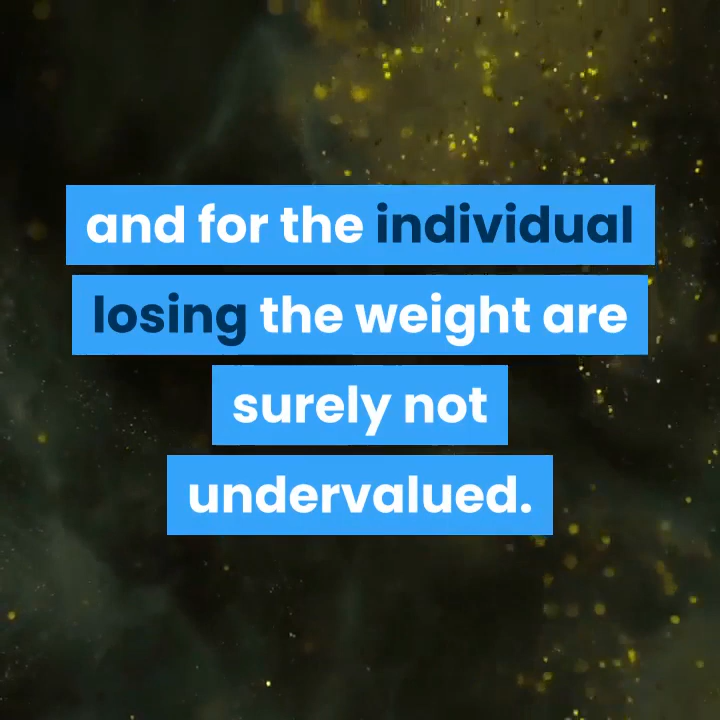 and for the individual
losing the weight are
surely not
undervalued.